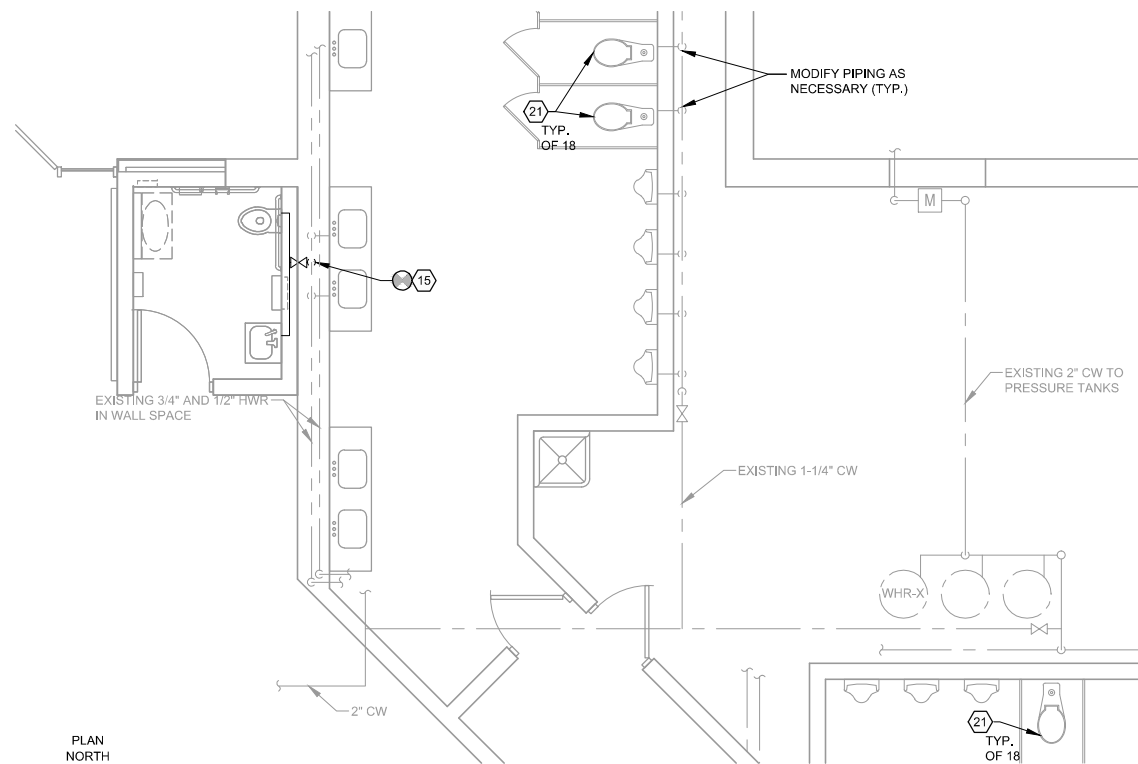 MODIFY PIPING AS
NECESSARY (TYP.)
21
TYP.
OF 18
M
15
EXISTING 2" CW TO
PRESSURE TANKS
EXISTING 3/4" AND 1/2" HWR
IN WALL SPACE
EXISTING 1-1/4" CW
WHR-X
2" CW
21
TYP.
OF 18
PLAN
NORTH